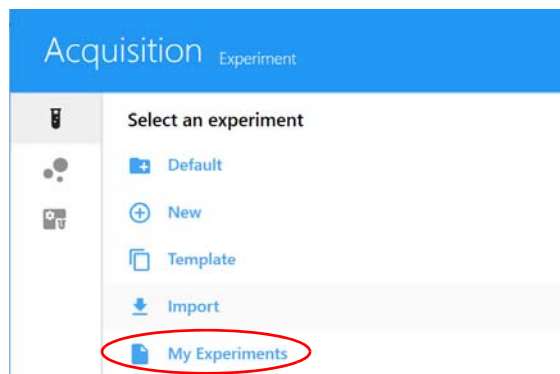 Acquisition Experiment
Select an experiment
Default
New
Template
Import
My Experiments